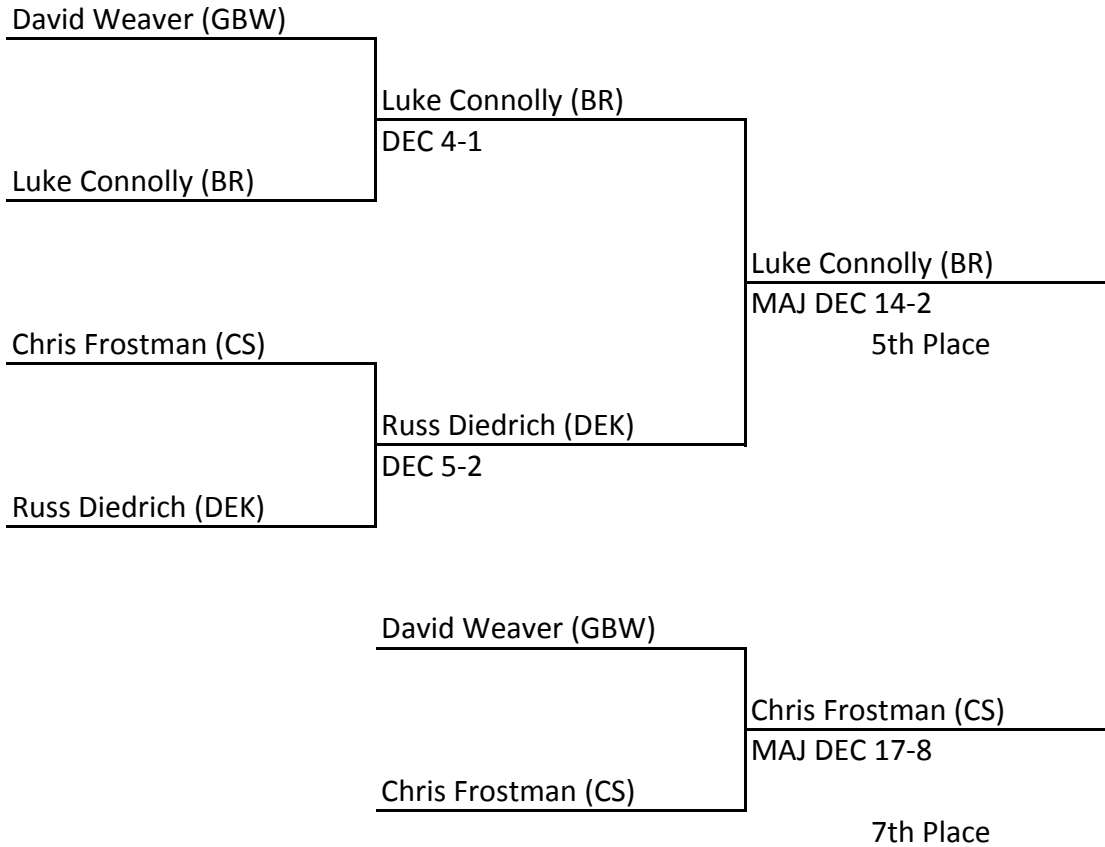 David Weaver (GBW)
Luke Connolly (BR)
DEC 4-1
Luke Connolly (BR)
Luke Connolly (BR)
MAJ DEC 14-2
Chris Frostman (CS)
5th Place
Russ Diedrich (DEK)
DEC 5-2
Russ Diedrich (DEK)
David Weaver (GBW)
Chris Frostman (CS)
MAJ DEC 17-8
Chris Frostman (CS)
7th Place